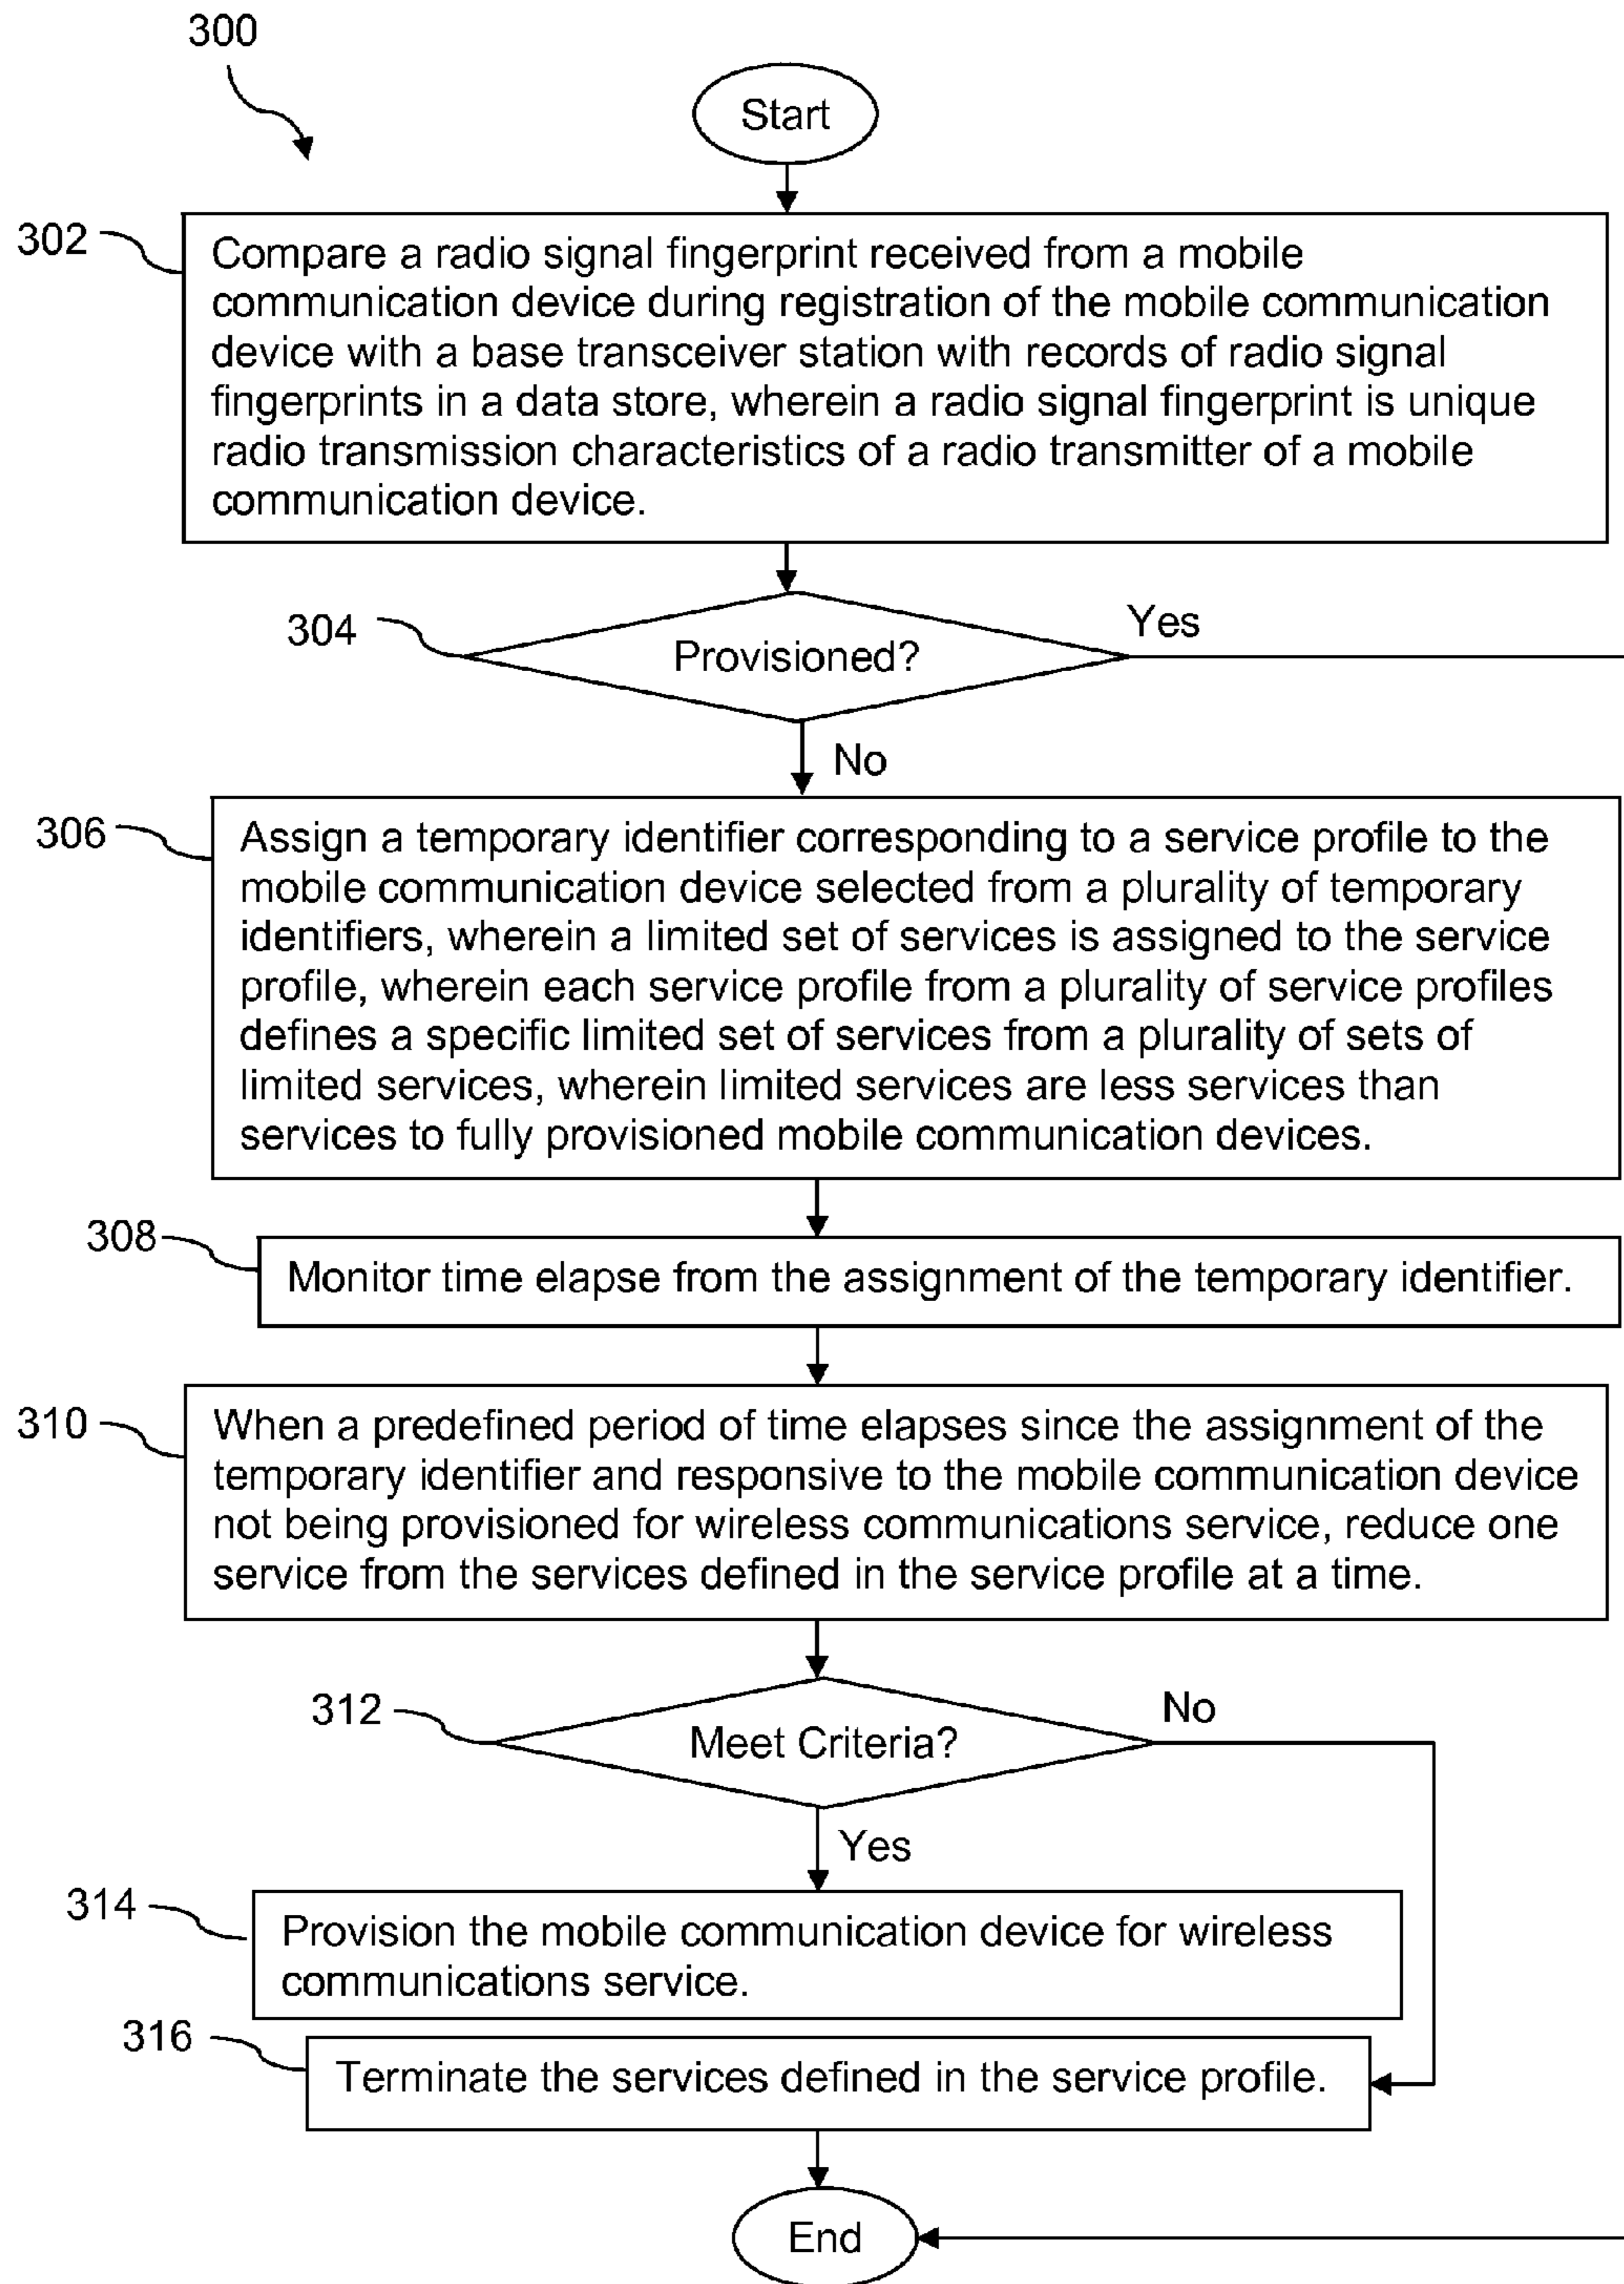 300
Start
302
Compare a radio signal fingerprint received from a mobile
communication device during registration of the mobile communication
device with a base transceiver station with records of radio signal
fingerprints in a data store, wherein a radio signal fingerprint is unique
radio transmission characteristics of a radio transmitter of a mobile
communication device.
304
Provisioned?
Yes
No
306
Assign a temporary identifier corresponding to a service profile to the
mobile communication device selected from a plurality of temporary
identifiers, wherein a limited set of services is assigned to the service
profile, wherein each service profile from a plurality of service profiles
defines a specific limited set of services from a plurality of sets of
limited services, wherein limited services are less services than
services to fully provisioned mobile communication devices.
308
Monitor time elapse from the assignment of the temporary identifier.
310
When a predefined period of time elapses since the assignment of the
temporary identifier and responsive to the mobile communication device
not being provisioned for wireless communications service, reduce one
service from the services defined in the service profile at a time.
312
Meet Criteria?
No
Yes
314
Provision the mobile communication device for wireless
communications service.
316
Terminate the services defined in the service profile.
End